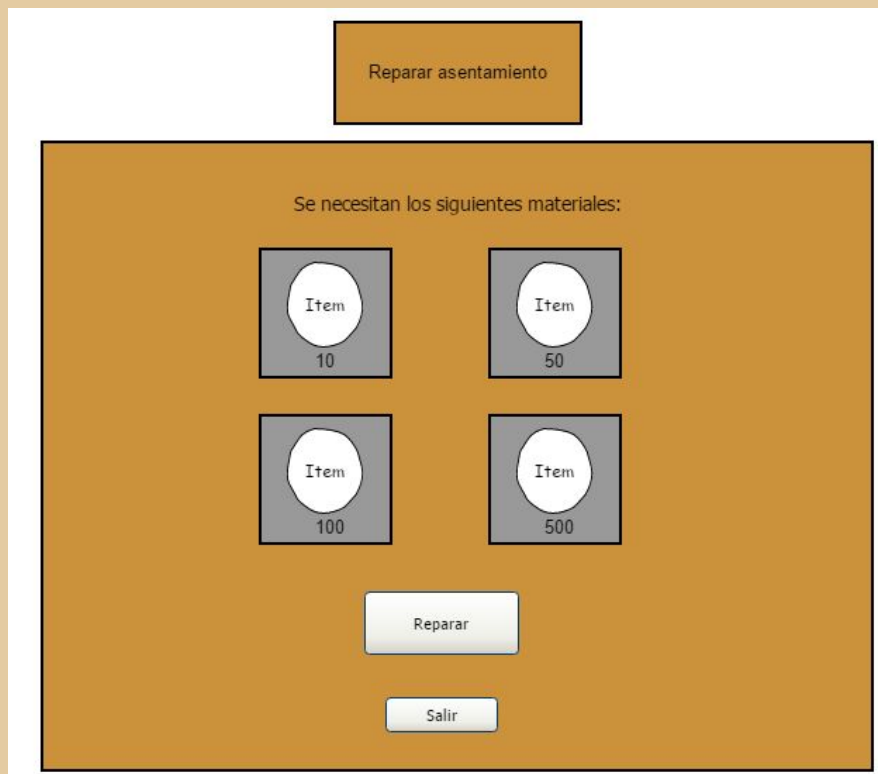 Reparar asentamiento
Se necesitan los siguientes materiales:
Item
10
Item
50
Item
100
Item
500
Reparar
Salir